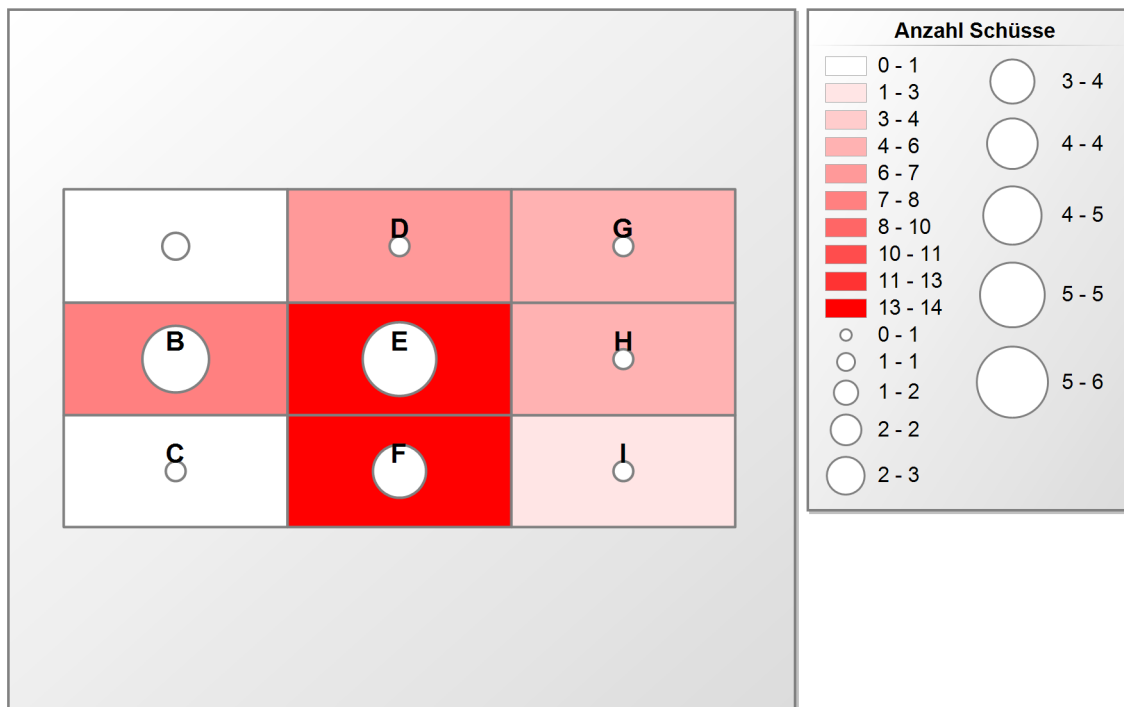 Anzahl Schüsse
0 - 1
1 - 3
3 - 4
4 - 6
6 - 7
7 - 8
8 - 10
10 - 11
11 - 13
13 - 14
0 - 1
1 - 1
1 - 2
2 - 2
2 - 3
3 - 4
4 - 4
4 - 5
5 - 5
5 - 6
D
G
B
E
H
C
F
I